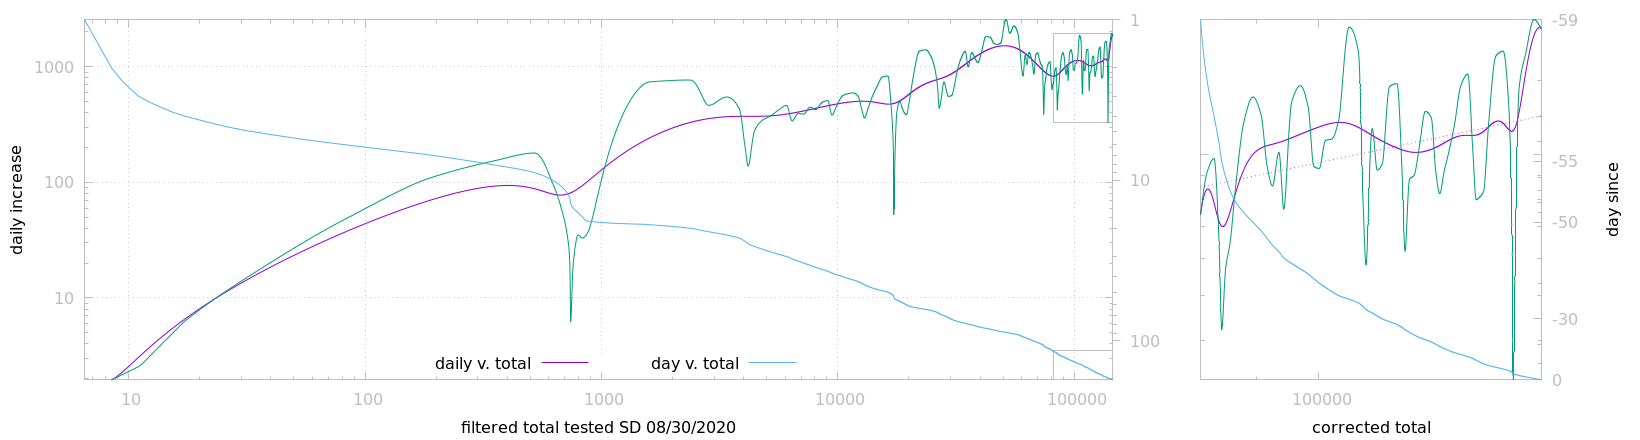 daily increase
1000
100
10
daily v. total
day v. total
10
100
1000
10000
100000
filtered total tested SD 08/30/2020
1
10
100
-59
-55
-50
-30
0
day since
100000
corrected total